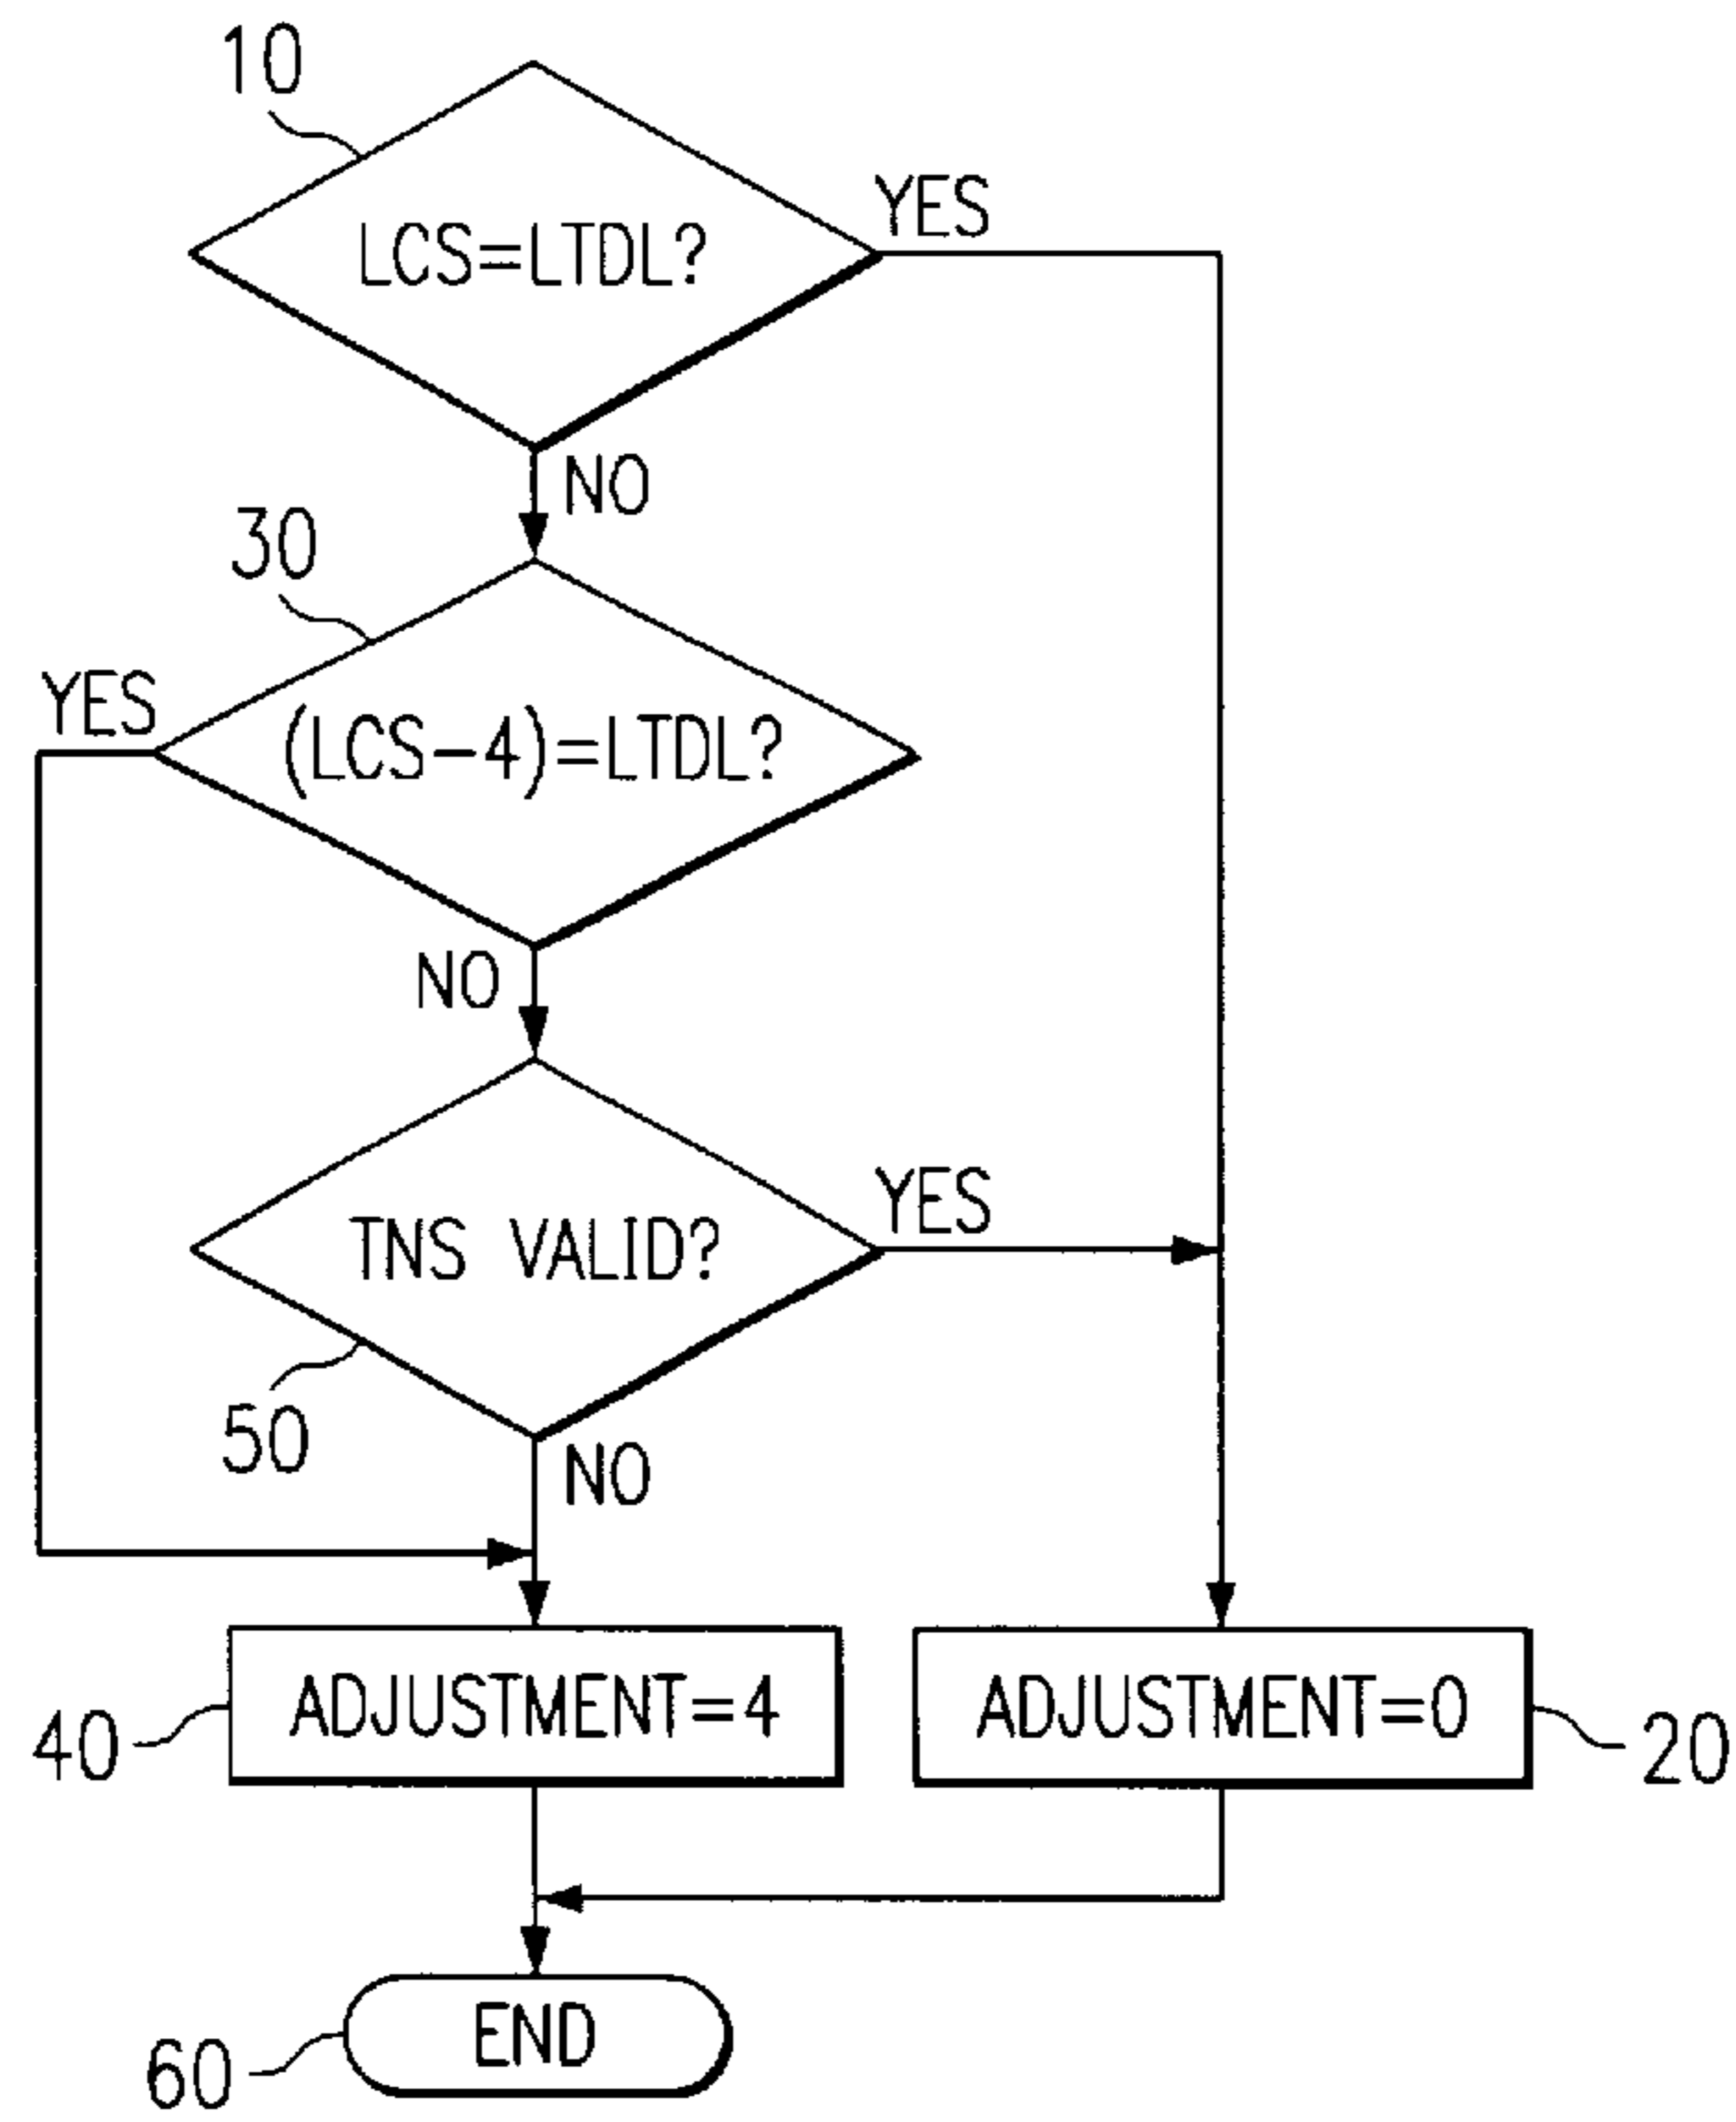 10
LCS=LTDL?
YES
NO
30
YES
(LCS-4)=LTDL?
NO
TNS VALID?
YES
50
NO
ADJUSTMENT=4
ADJUSTMENT=0
40
20
END
60